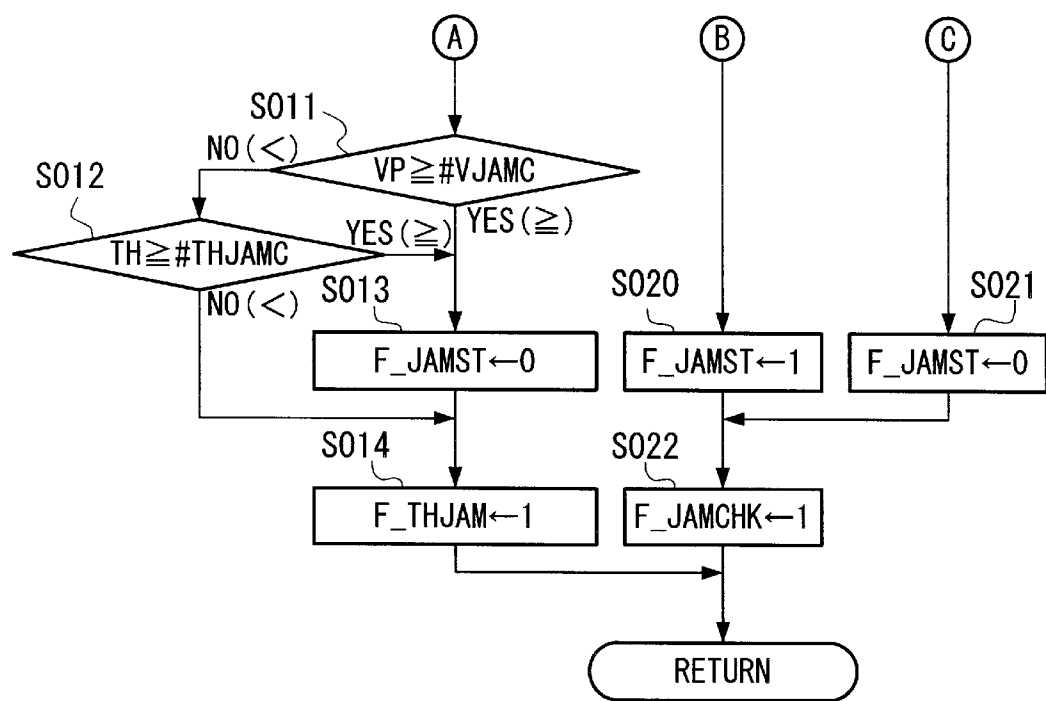 A
B
C
S011
NO(<)
VP≧#VJAMC
S012
YES(≧)
YES(≧)
TH≧#THJAMC
NO(<)
S013
S020
S021
F_JAMST←0
F_JAMST←1
F_JAMST←0
S014
S022
F_THJAM←1
F_JAMCHK←1
RETURN